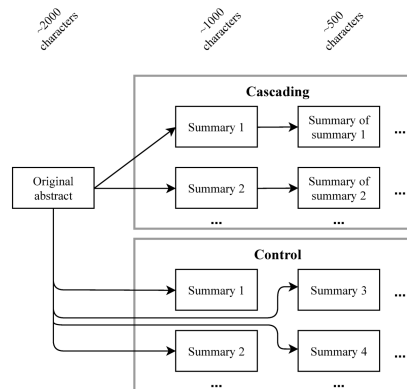 ~2000
characters
~1000
characters
~500
characters
Cascading
Original
abstract
Summary 1
Summary of
summary 1
...
Summary 2
Summary of
summary 2
...
...
...
Control
Summary 1
Summary 3
...
Summary 2
Summary 4
...
...
...